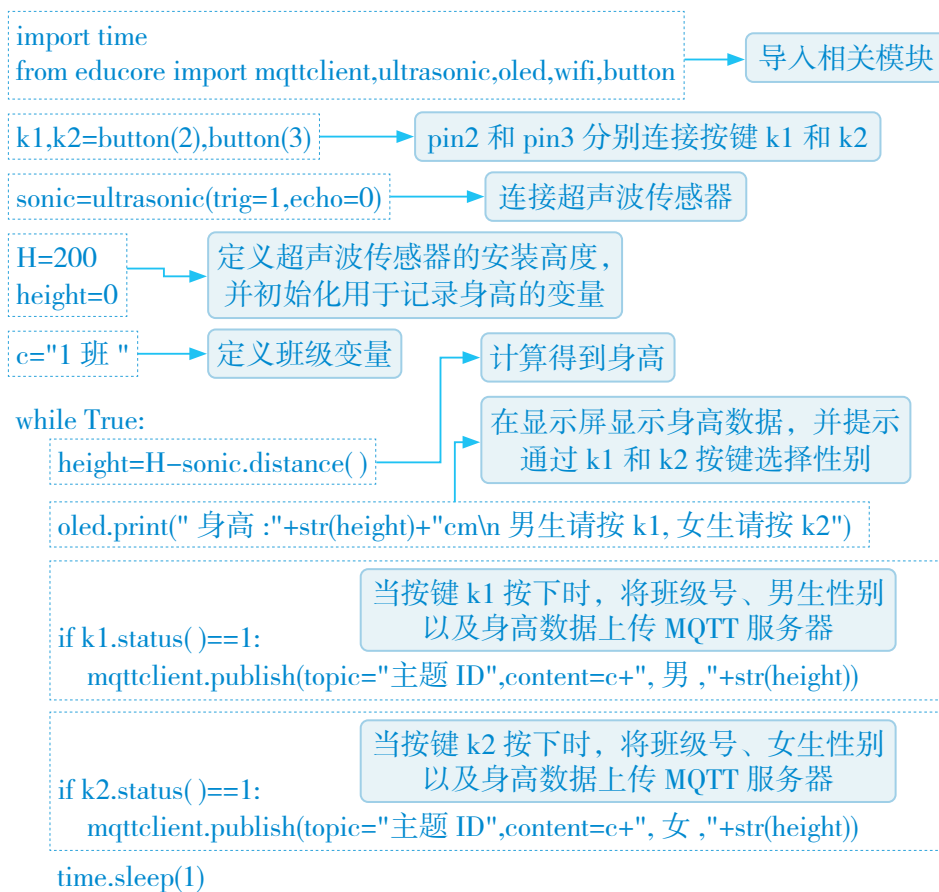 import time
from educore import mqttclient,ultrasonic,oled,wifi,button
导入相关模块
k1,k2=button(2),button(3)
pin2 和 pin3 分别连接按键 k1 和 k2
sonic=ultrasonic(trig=1,echo=0)
连接超声波传感器
H=200
height=0
定义超声波传感器的安装高度，
并初始化用于记录身高的变量
c="1 班 "
定义班级变量
计算得到身高
while True:
height=H-sonic.distance( )
在显示屏显示身高数据，并提示
通过 k1 和 k2 按键选择性别
oled.print(" 身高 :"+str(height)+"cm\n 男生请按 k1, 女生请按 k2")
当按键 k1 按下时，将班级号、男生性别
以及身高数据上传 MQTT 服务器
if k1.status( )==1:
mqttclient.publish(topic="主题 ID",content=c+", 男 ,"+str(height))
当按键 k2 按下时，将班级号、女生性别
以及身高数据上传 MQTT 服务器
if k2.status( )==1:
mqttclient.publish(topic="主题 ID",content=c+", 女 ,"+str(height))
time.sleep(1)